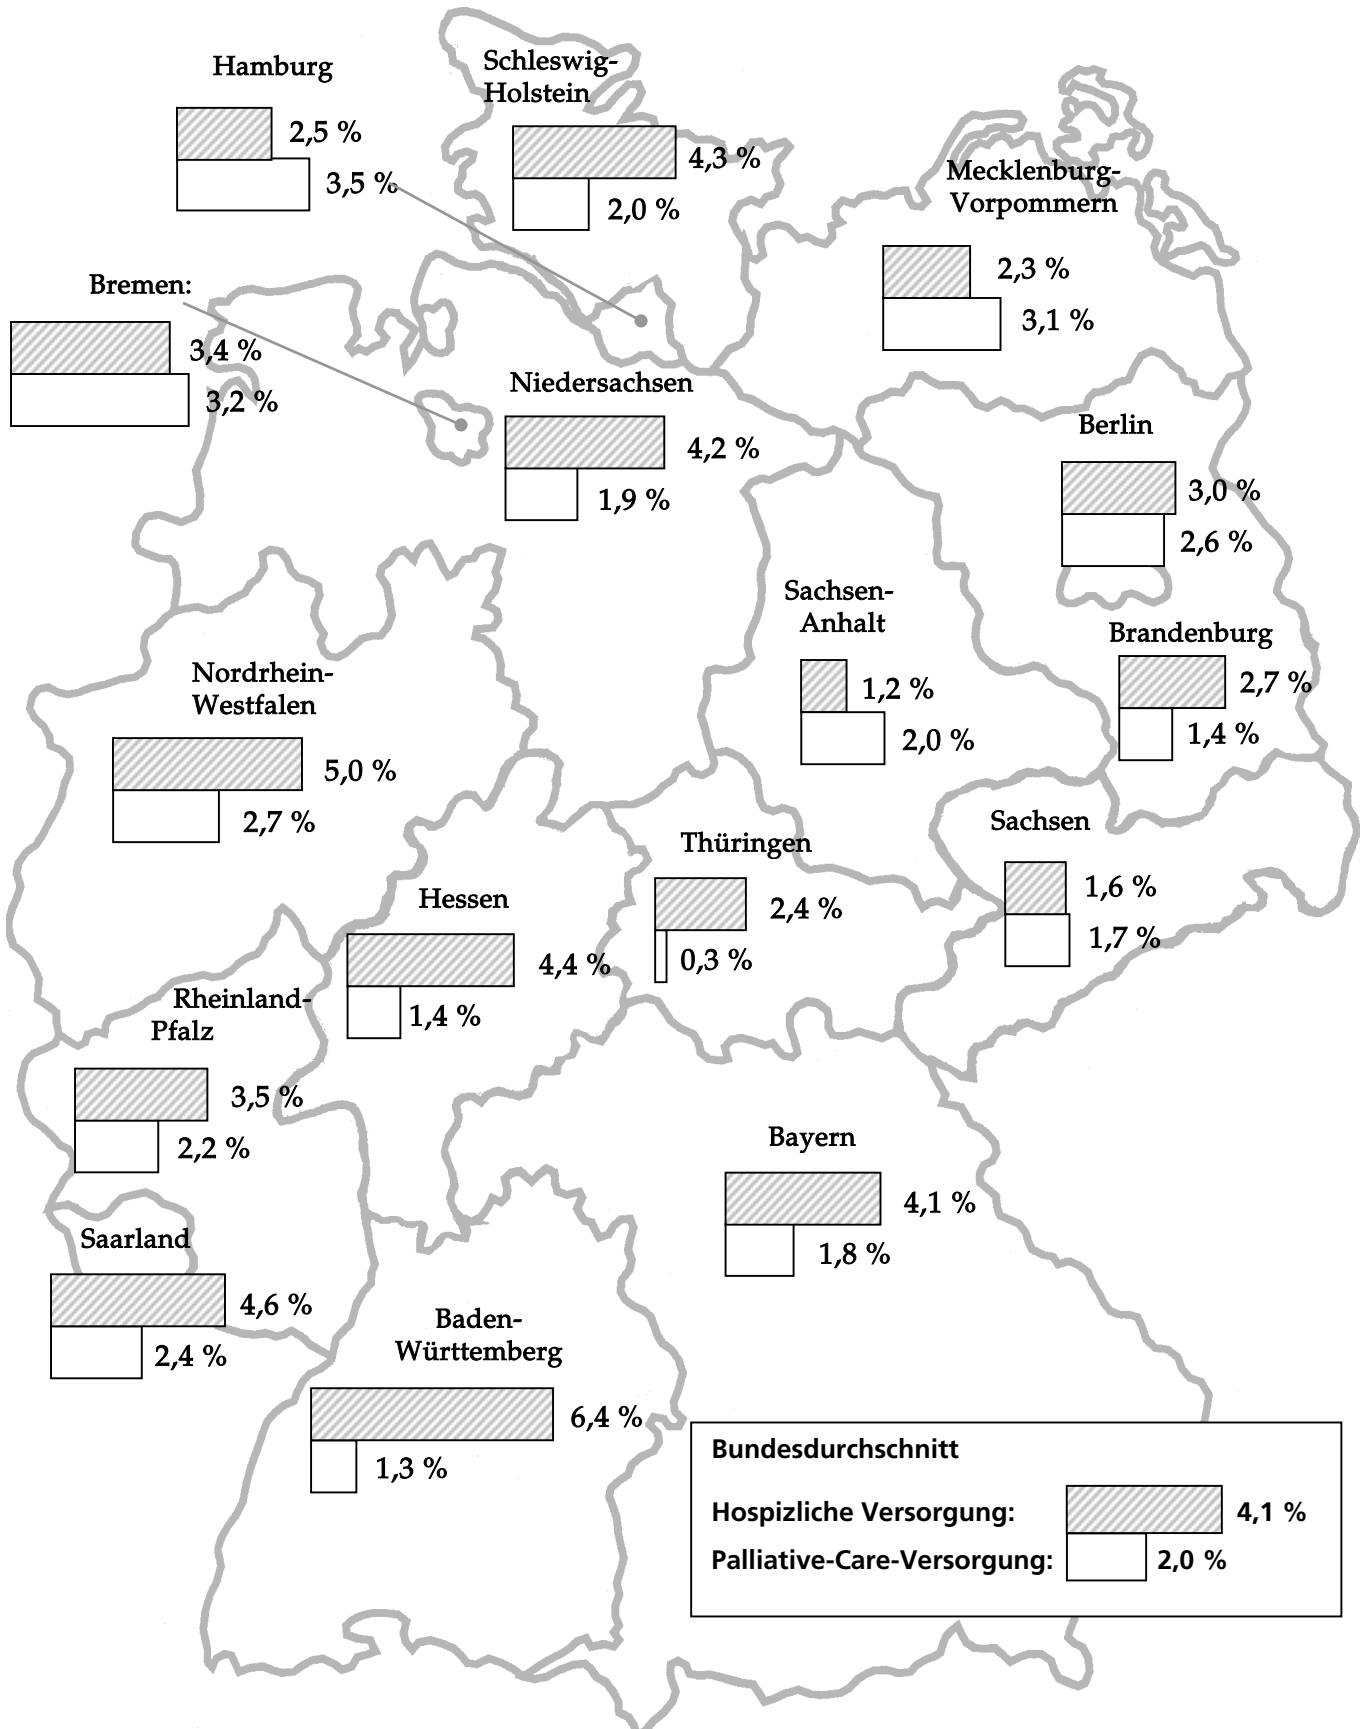 Hamburg
2,5 %
3,5 %
Schleswig-
Holstein
4,3 %
2,0 %
Mecklenburg-
Vorpommern
2,3 %
3,1 %
Bremen:
3,4 %
3,2 %
Niedersachsen
4,2 %
1,9 %
Berlin
3,0 %
2,6 %
Sachsen-
Anhalt
1,2 %
2,0 %
Brandenburg
2,7 %
1,4 %
Nordrhein-
Westfalen
5,0 %
2,7 %
Sachsen
1,6 %
1,7 %
Thüringen
2,4 %
0,3 %
Hessen
4,4 %
1,4 %
Rheinland-
Pfalz
3,5 %
2,2 %
Bayern
4,1 %
1,8 %
Saarland
4,6 %
2,4 %
Baden-
Württemberg
6,4 %
1,3 %
Bundesdurchschnitt
Hospizliche Versorgung: 4,1 %
Palliative-Care-Versorgung: 2,0 %